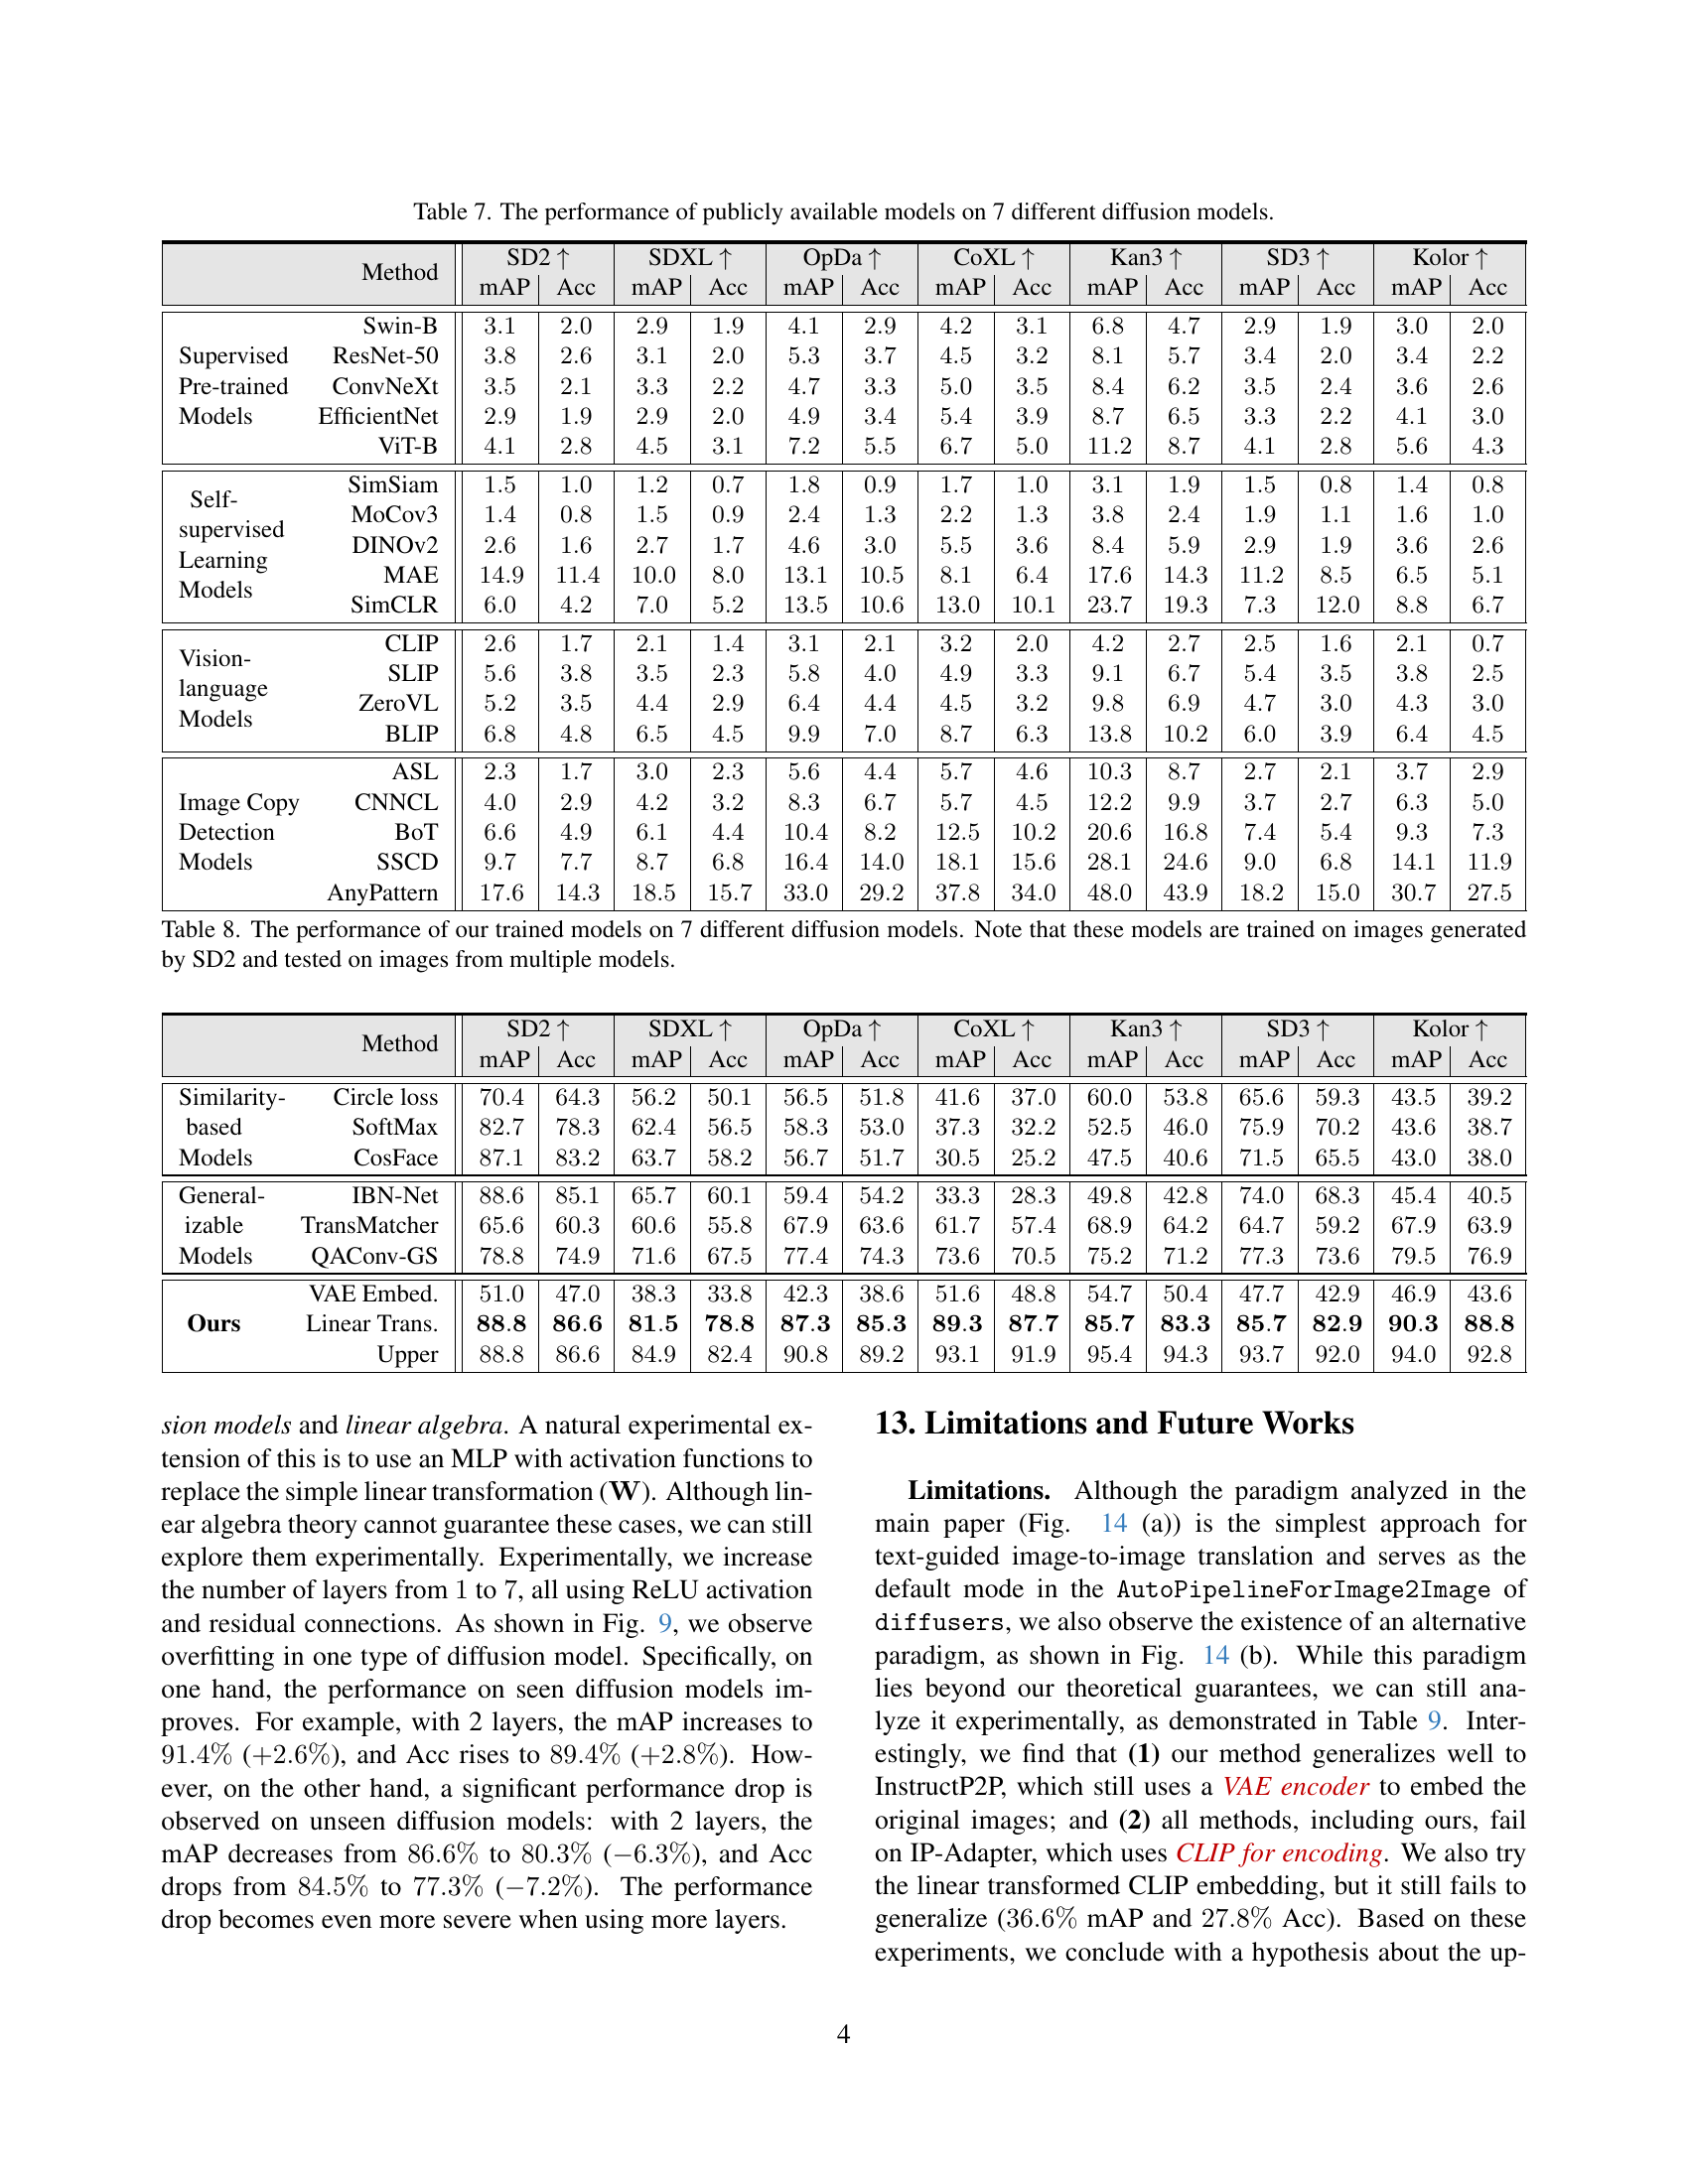 Table 7. The performance of publicly available models on 7 different diffusion models.
Method SD2 ↑ SDXL ↑ OpDa ↑ CoXL ↑ Kan3 ↑ SD3 ↑ Kolor ↑
mAP Acc mAP Acc mAP Acc mAP Acc mAP Acc mAP Acc mAP Acc
Swin-B 3.1 2.0 2.9 1.9 4.1 2.9 4.2 3.1 6.8 4.7 2.9 1.9 3.0 2.0
Supervised ResNet-50 3.8 2.6 3.1 2.0 5.3 3.7 4.5 3.2 8.1 5.7 3.4 2.0 3.4 2.2
Pre-trained ConvNeXt 3.5 2.1 3.3 2.2 4.7 3.3 5.0 3.5 8.4 6.2 3.5 2.4 3.6 2.6
Models EfficientNet 2.9 1.9 2.9 2.0 4.9 3.4 5.4 3.9 8.7 6.5 3.3 2.2 4.1 3.0
ViT-B 4.1 2.8 4.5 3.1 7.2 5.5 6.7 5.0 11.2 8.7 4.1 2.8 5.6 4.3
Self- SimSiam 1.5 1.0 1.2 0.7 1.8 0.9 1.7 1.0 3.1 1.9 1.5 0.8 1.4 0.8
supervised MoCov3 1.4 0.8 1.5 0.9 2.4 1.3 2.2 1.3 3.8 2.4 1.9 1.1 1.6 1.0
Learning DINOv2 2.6 1.6 2.7 1.7 4.6 3.0 5.5 3.6 8.4 5.9 2.9 1.9 3.6 2.6
Models MAE 14.9 11.4 10.0 8.0 13.1 10.5 8.1 6.4 17.6 14.3 11.2 8.5 6.5 5.1
SimCLR 6.0 4.2 7.0 5.2 13.5 10.6 13.0 10.1 23.7 19.3 7.3 12.0 8.8 6.7
Vision- CLIP 2.6 1.7 2.1 1.4 3.1 2.1 3.2 2.0 4.2 2.7 2.5 1.6 2.1 0.7
language SLIP 5.6 3.8 3.5 2.3 5.8 4.0 4.9 3.3 9.1 6.7 5.4 3.5 3.8 2.5
Models ZeroVL 5.2 3.5 4.4 2.9 6.4 4.4 4.5 3.2 9.8 6.9 4.7 3.0 4.3 3.0
BLIP 6.8 4.8 6.5 4.5 9.9 7.0 8.7 6.3 13.8 10.2 6.0 3.9 6.4 4.5
ASL 2.3 1.7 3.0 2.3 5.6 4.4 5.7 4.6 10.3 8.7 2.7 2.1 3.7 2.9
Image Copy CNNCL 4.0 2.9 4.2 3.2 8.3 6.7 5.7 4.5 12.2 9.9 3.7 2.7 6.3 5.0
Detection BoT 6.6 4.9 6.1 4.4 10.4 8.2 12.5 10.2 20.6 16.8 7.4 5.4 9.3 7.3
Models SSCD 9.7 7.7 8.7 6.8 16.4 14.0 18.1 15.6 28.1 24.6 9.0 6.8 14.1 11.9
AnyPattern 17.6 14.3 18.5 15.7 33.0 29.2 37.8 34.0 48.0 43.9 18.2 15.0 30.7 27.5
Table 8. The performance of our trained models on 7 different diffusion models. Note that these models are trained on images generated
by SD2 and tested on images from multiple models.
Method SD2 ↑ SDXL ↑ OpDa ↑ CoXL ↑ Kan3 ↑ SD3 ↑ Kolor ↑
mAP Acc mAP Acc mAP Acc mAP Acc mAP Acc mAP Acc mAP Acc
Similarity- Circle loss 70.4 64.3 56.2 50.1 56.5 51.8 41.6 37.0 60.0 53.8 65.6 59.3 43.5 39.2
based SoftMax 82.7 78.3 62.4 56.5 58.3 53.0 37.3 32.2 52.5 46.0 75.9 70.2 43.6 38.7
Models CosFace 87.1 83.2 63.7 58.2 56.7 51.7 30.5 25.2 47.5 40.6 71.5 65.5 43.0 38.0
General- IBN-Net 88.6 85.1 65.7 60.1 59.4 54.2 33.3 28.3 49.8 42.8 74.0 68.3 45.4 40.5
izable TransMatcher 65.6 60.3 60.6 55.8 67.9 63.6 61.7 57.4 68.9 64.2 64.7 59.2 67.9 63.9
Models QAConv-GS 78.8 74.9 71.6 67.5 77.4 74.3 73.6 70.5 75.2 71.2 77.3 73.6 79.5 76.9
VAE Embed. 51.0 47.0 38.3 33.8 42.3 38.6 51.6 48.8 54.7 50.4 47.7 42.9 46.9 43.6
Ours Linear Trans. 88.8 86.6 81.5 78.8 87.3 85.3 89.3 87.7 85.7 83.3 85.7 82.9 90.3 88.8
Upper 88.8 86.6 84.9 82.4 90.8 89.2 93.1 91.9 95.4 94.3 93.7 92.0 94.0 92.8
sion models and linear algebra. A natural experimental ex-
tension of this is to use an MLP with activation functions to
replace the simple linear transformation (W). Although lin-
ear algebra theory cannot guarantee these cases, we can still
explore them experimentally. Experimentally, we increase
the number of layers from 1 to 7, all using ReLU activation
and residual connections. As shown in Fig. 9, we observe
overfitting in one type of diffusion model. Specifically, on
one hand, the performance on seen diffusion models im-
proves. For example, with 2 layers, the mAP increases to
91.4% (+2.6%), and Acc rises to 89.4% (+2.8%). How-
ever, on the other hand, a significant performance drop is
observed on unseen diffusion models: with 2 layers, the
mAP decreases from 86.6% to 80.3% (−6.3%), and Acc
drops from 84.5% to 77.3% (−7.2%). The performance
drop becomes even more severe when using more layers.
13. Limitations and Future Works
Limitations. Although the paradigm analyzed in the
main paper (Fig. 14 (a)) is the simplest approach for
text-guided image-to-image translation and serves as the
default mode in the AutoPipelineForImage2Image of
diffusers, we also observe the existence of an alternative
paradigm, as shown in Fig. 14 (b). While this paradigm
lies beyond our theoretical guarantees, we can still ana-
lyze it experimentally, as demonstrated in Table 9. Inter-
estingly, we find that (1) our method generalizes well to
InstructP2P, which still uses a VAE encoder to embed the
original images; and (2) all methods, including ours, fail
on IP-Adapter, which uses CLIP for encoding. We also try
the linear transformed CLIP embedding, but it still fails to
generalize (36.6% mAP and 27.8% Acc). Based on these
experiments, we conclude with a hypothesis about the up-
4